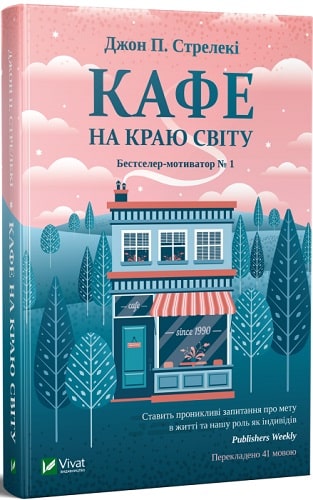 Джон П. Стрелекі
КАФЕ
НА КРАЮ СВІТУ
Бестселер-мотиватор № 1
cafe
since 1990
Ставить проникливі запитання про мету
в житті та нашу роль як індивідів
Publishers Weekly
Перекладено 41 мовою
Vivat
видавництво
ДЖОН П. СТРЕЛЕКІ • КАФЕ НА КРАЮ СВІТУ